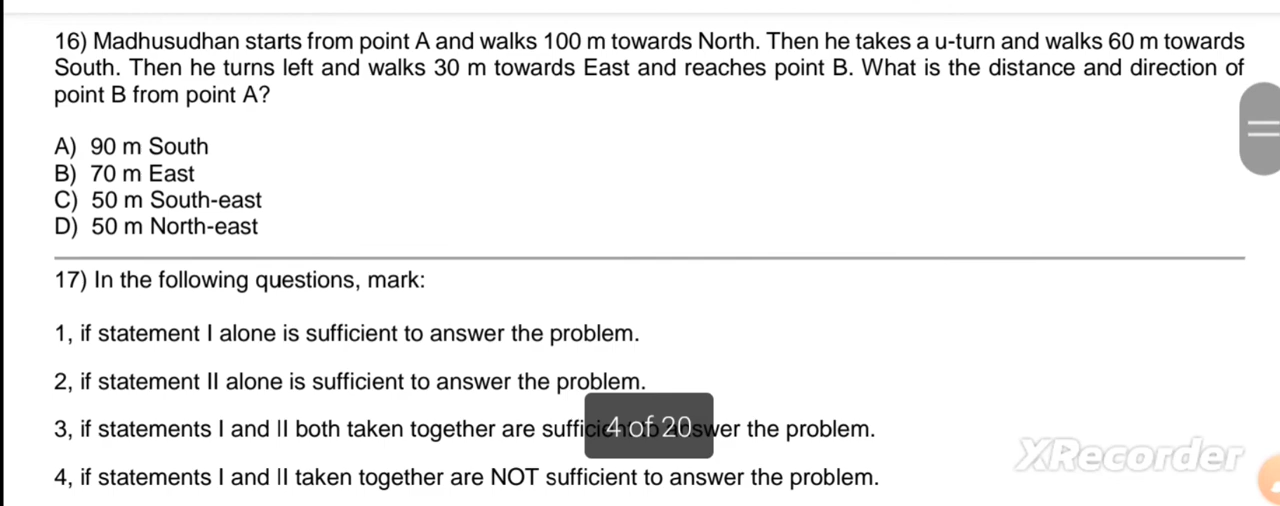 16) Madhusudhan starts from point A and walks 100 m towards North. Then he takes a u-turn and walks 60 m towards
South. Then he turns left and walks 30 m towards East and reaches point B. What is the distance and direction of
point B from point A?
A) 90 m South
B) 70 m East
C) 50 m South-east
D) 50 m North-east
17) In the following questions, mark:
1, if statement I alone is sufficient to answer the problem.
2, if statement II alone is sufficient to answer the problem.
3, if statements I and II both taken together are 4 of 20 the problem.
4, if statements I and II taken together are NOT sufficient to answer the problem.
XRecorder